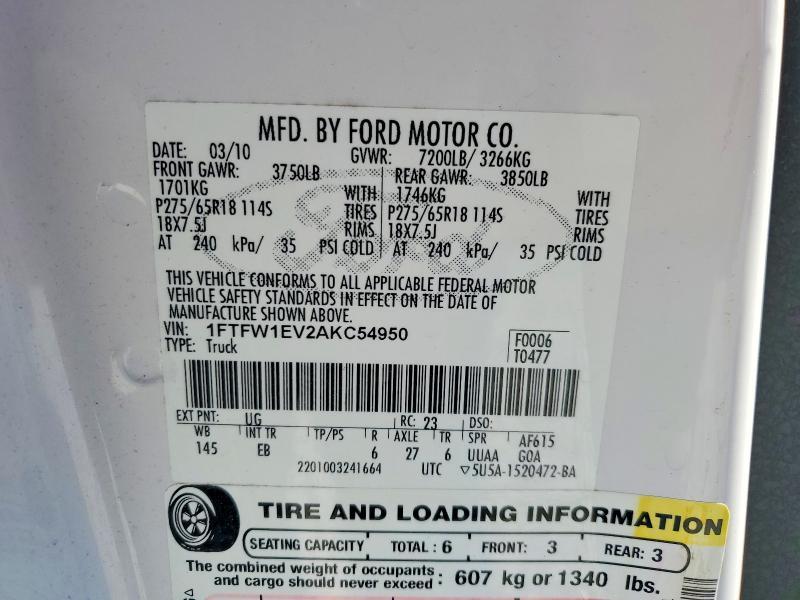 MFD. BY FORD MOTOR CO.
DATE: 03/10 GVWR: 7200LB/ 3266KG
FRONT GAWR: 3750LB REAR GAWR: 3850LB
1701KG WITH 1746KG WITH
P275/65R18 114S TIRES P275/65R18 114S TIRES
18X7.5J RIMS 18X7.5J RIMS
AT 240 kPa/ 35 PSI COLD AT 240 kPa/ 35 PSI COLD
THIS VEHICLE CONFORMS TO ALL APPLICABLE FEDERAL MOTOR
VEHICLE SAFETY STANDARDS IN EFFECT ON THE DATE OF
MANUFACTURE SHOWN ABOVE.
VIN: 1FTFW1EV2AKC54950
TYPE: Truck
F0006
T0477
EXT PNT: UG RC: 23 DSO:
WB INT TR TP/PS R AXLE TR SPR AF615
145 EB 6 27 6 UUAA GOA
2201003241664 UTC ▽5U5A-1520472-BA
TIRE AND LOADING INFORMATION
SEATING CAPACITY TOTAL : 6 FRONT: 3 REAR: 3
The combined weight of occupants
and cargo should never exceed : 607 kg or 1340 lbs.